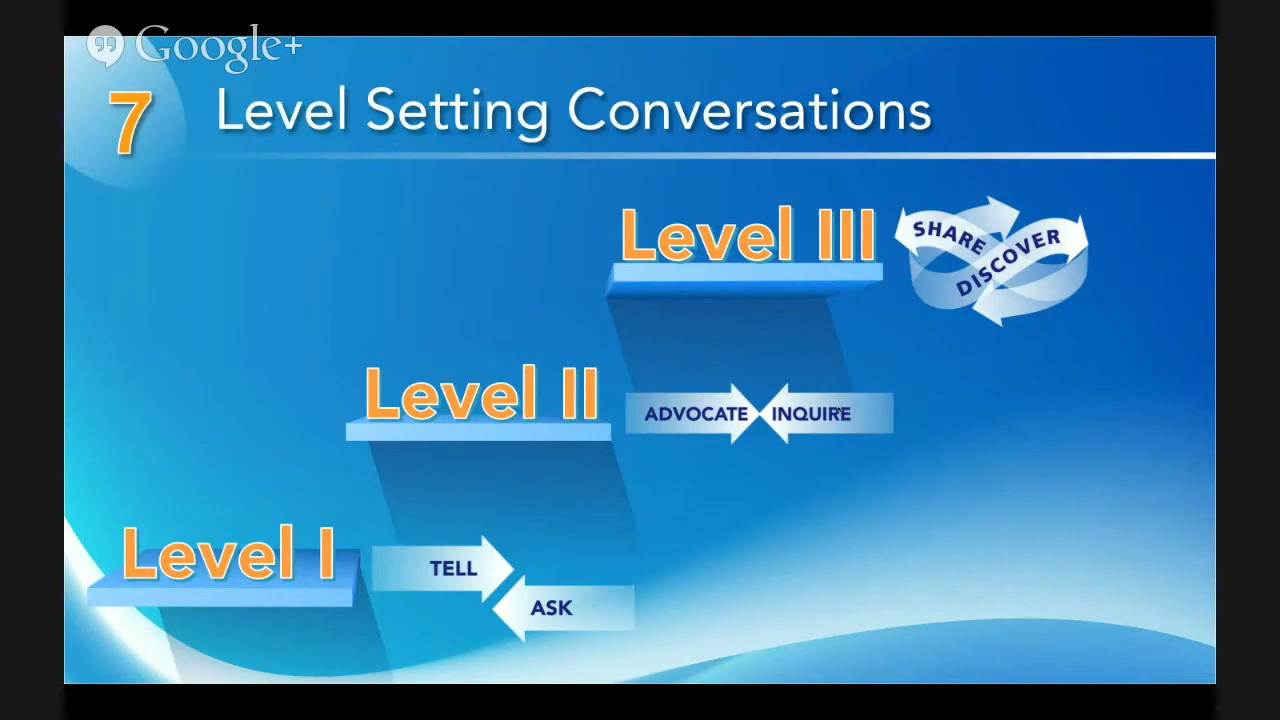 Google+
7 Level Setting Conversations
Level III
SHARE
DISCOVER
Level II
ADVOCATE
INQUIRE
Level I
TELL
ASK